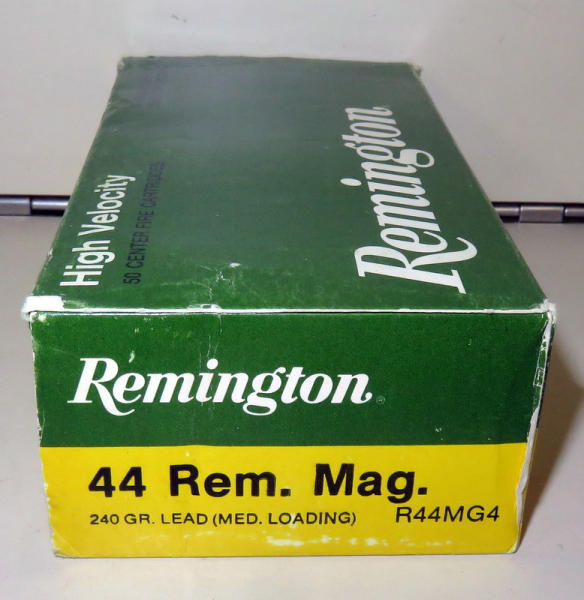 High Velocity
50 CENTER FIRE CARTRIDGES
Remington
Remington
44 Rem. Mag.
240 GR. LEAD (MED. LOADING) R44MG4